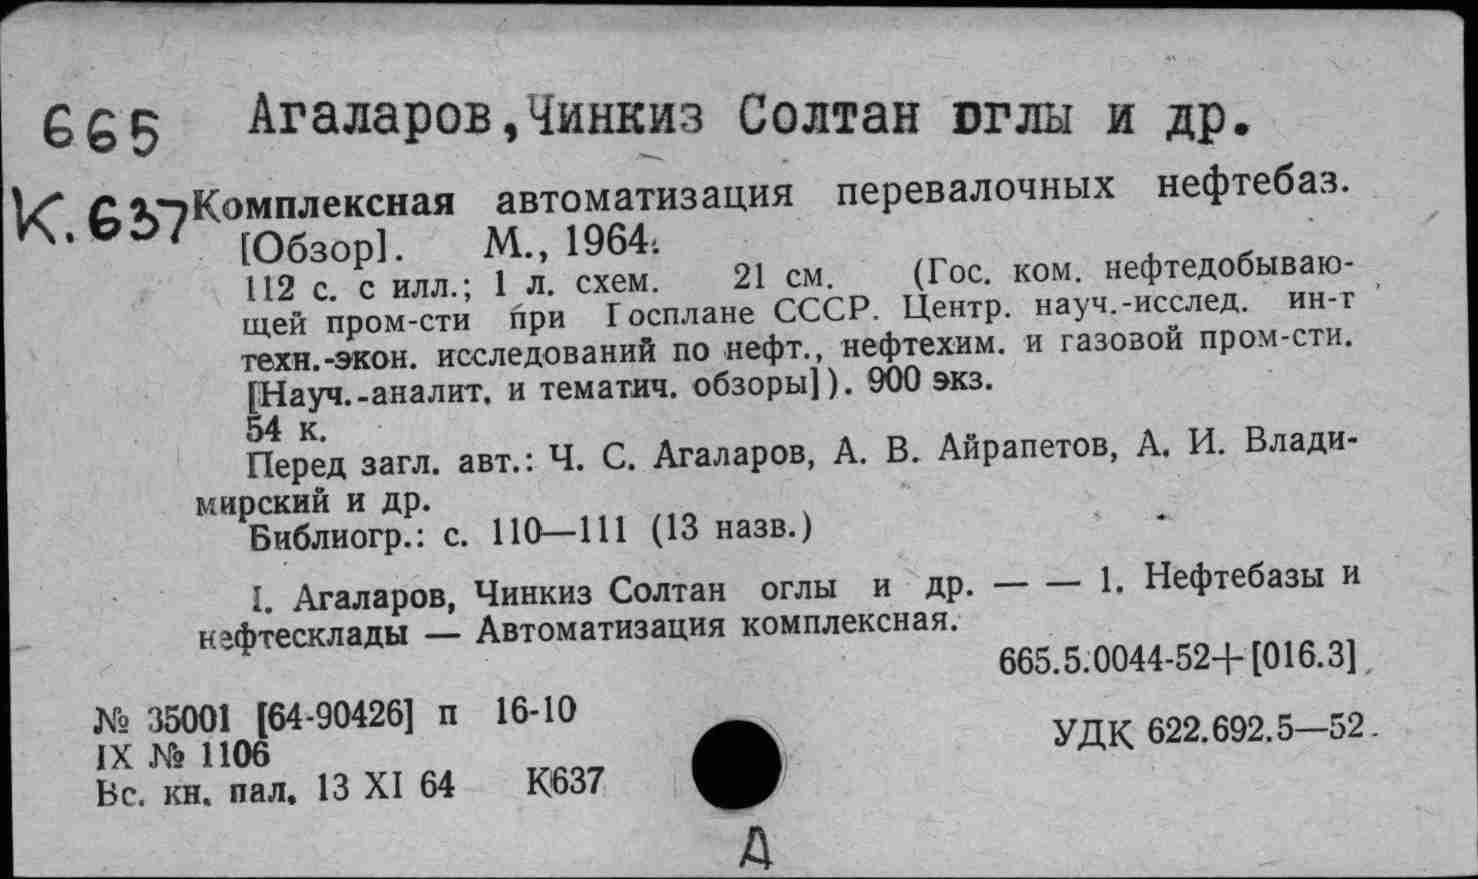 665 Агаларов,Чинкиз Солтан оглы и др.
К.637 Комплексная автоматизация перевалочных нефтебаз.
[Обзор]. М., 1964.
112 с. с илл.; 1 л. схем. 21 см. (Гос. ком. нефтедобываю-
щей пром-сти при Госплане СССР. Центр. науч.-исслед. ин-т
техн.-экон. исследований по нефт., нефтехим. и газовой пром-сти.
[Науч.-аналит. и тематич. обзоры]). 900 экз.
54 к.
Перед загл. авт.: Ч. С. Агаларов, А. В. Айрапетов, А. И. Влади-
мирский и др.
Библиогр.: с. 110—111 (13 назв.)
I. Агаларов, Чинкиз Солтан оглы и др. — — 1. Нефтебазы и
нефтесклады — Автоматизация комплексная.
665.5.0044-52+[016.3]
№ 35001 [64-90426] п 16-10
УДК 622.692.5—52.
IX № 1106
Вс. кн. пал. 13 XI 64 К637
Д